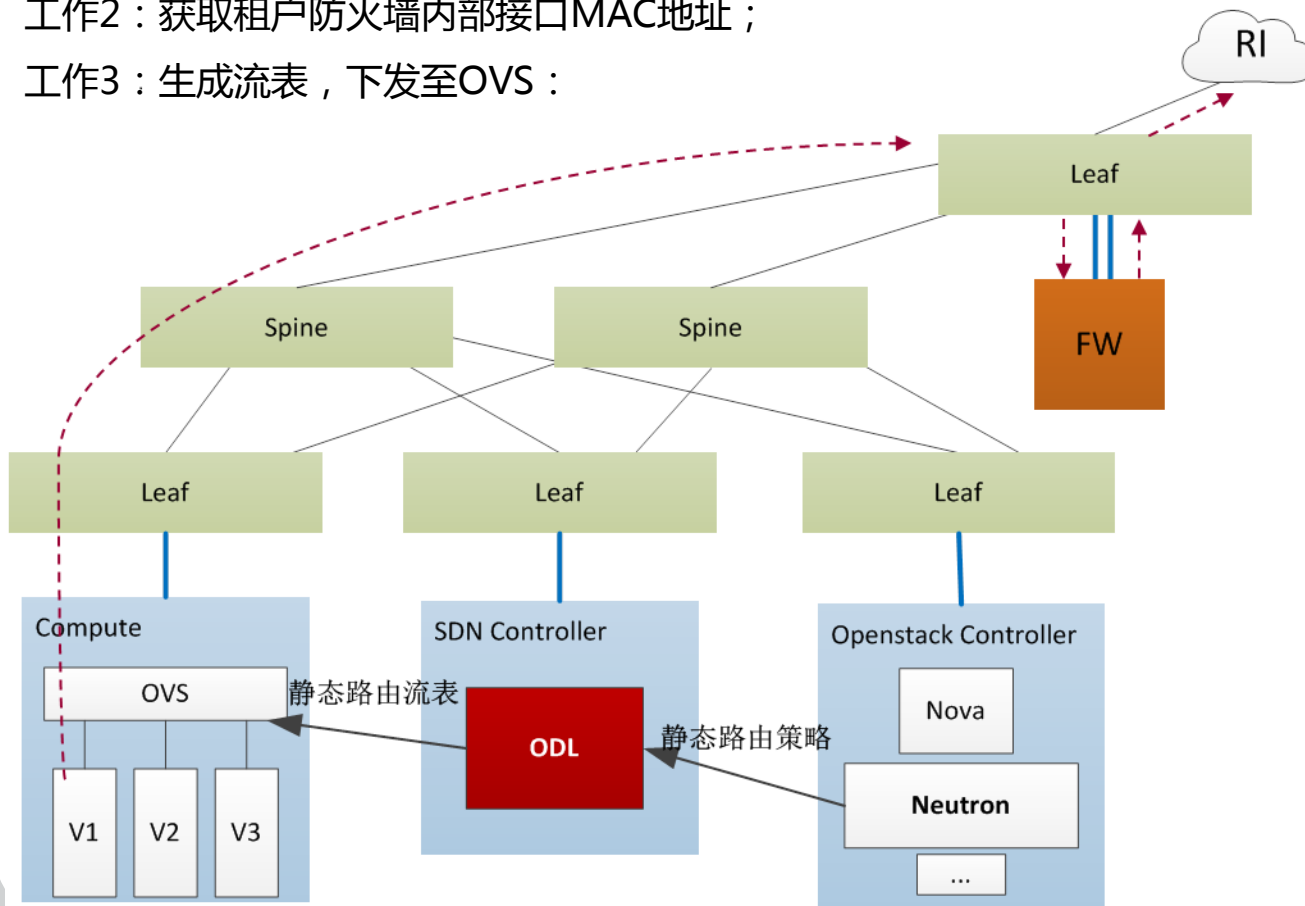 工作2：获取租户防火墙内部接口MAC地址；
工作3：生成流表，下发至OVS：
RI
Leaf
FW
Spine
Spine
Leaf
Leaf
Leaf
Compute
OVS
V1
V2
V3
静态路由流表
SDN Controller
ODL
静态路由策略
Openstack Controller
Nova
Neutron
...